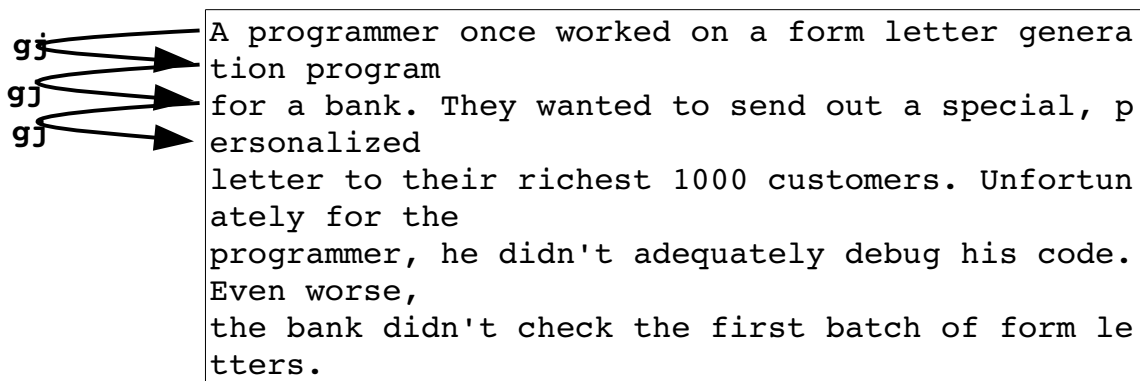 gj
gj
gj
A programmer once worked on a form letter genera
tion program
for a bank. They wanted to send out a special, p
ersonalized
letter to their richest 1000 customers. Unfortun
ately for the
programmer, he didn't adequately debug his code.
Even worse,
the bank didn't check the first batch of form le
tters.